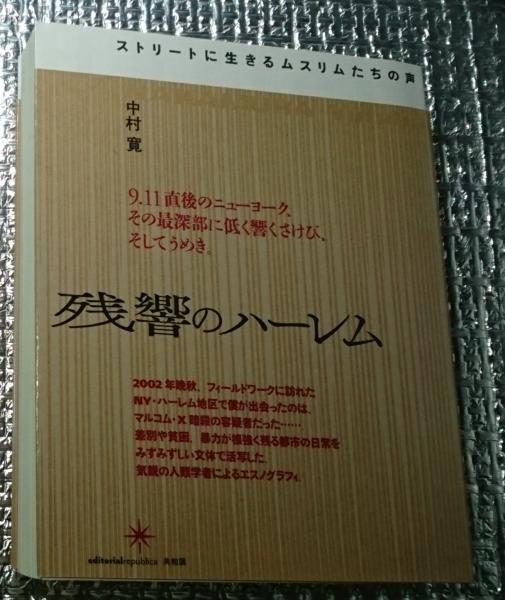 ストリートに生きるムスリムたちの声
中村 寛
9.11直後のニューヨーク、
その最深部に低く響くさけび、
そしてうめき。
残響のハーレム
2002年晩秋、フィールドワークに訪れた
NY・ハーレム地区で僕が出会ったのは、
マルコム・X暗殺の容疑者だった……
差別や貧困、暴力が根強く残る都市の日常を
みずみずしい文体で活写した、
気鋭の人類学者によるエスノグラフィ。
editorialrepublica 共和国